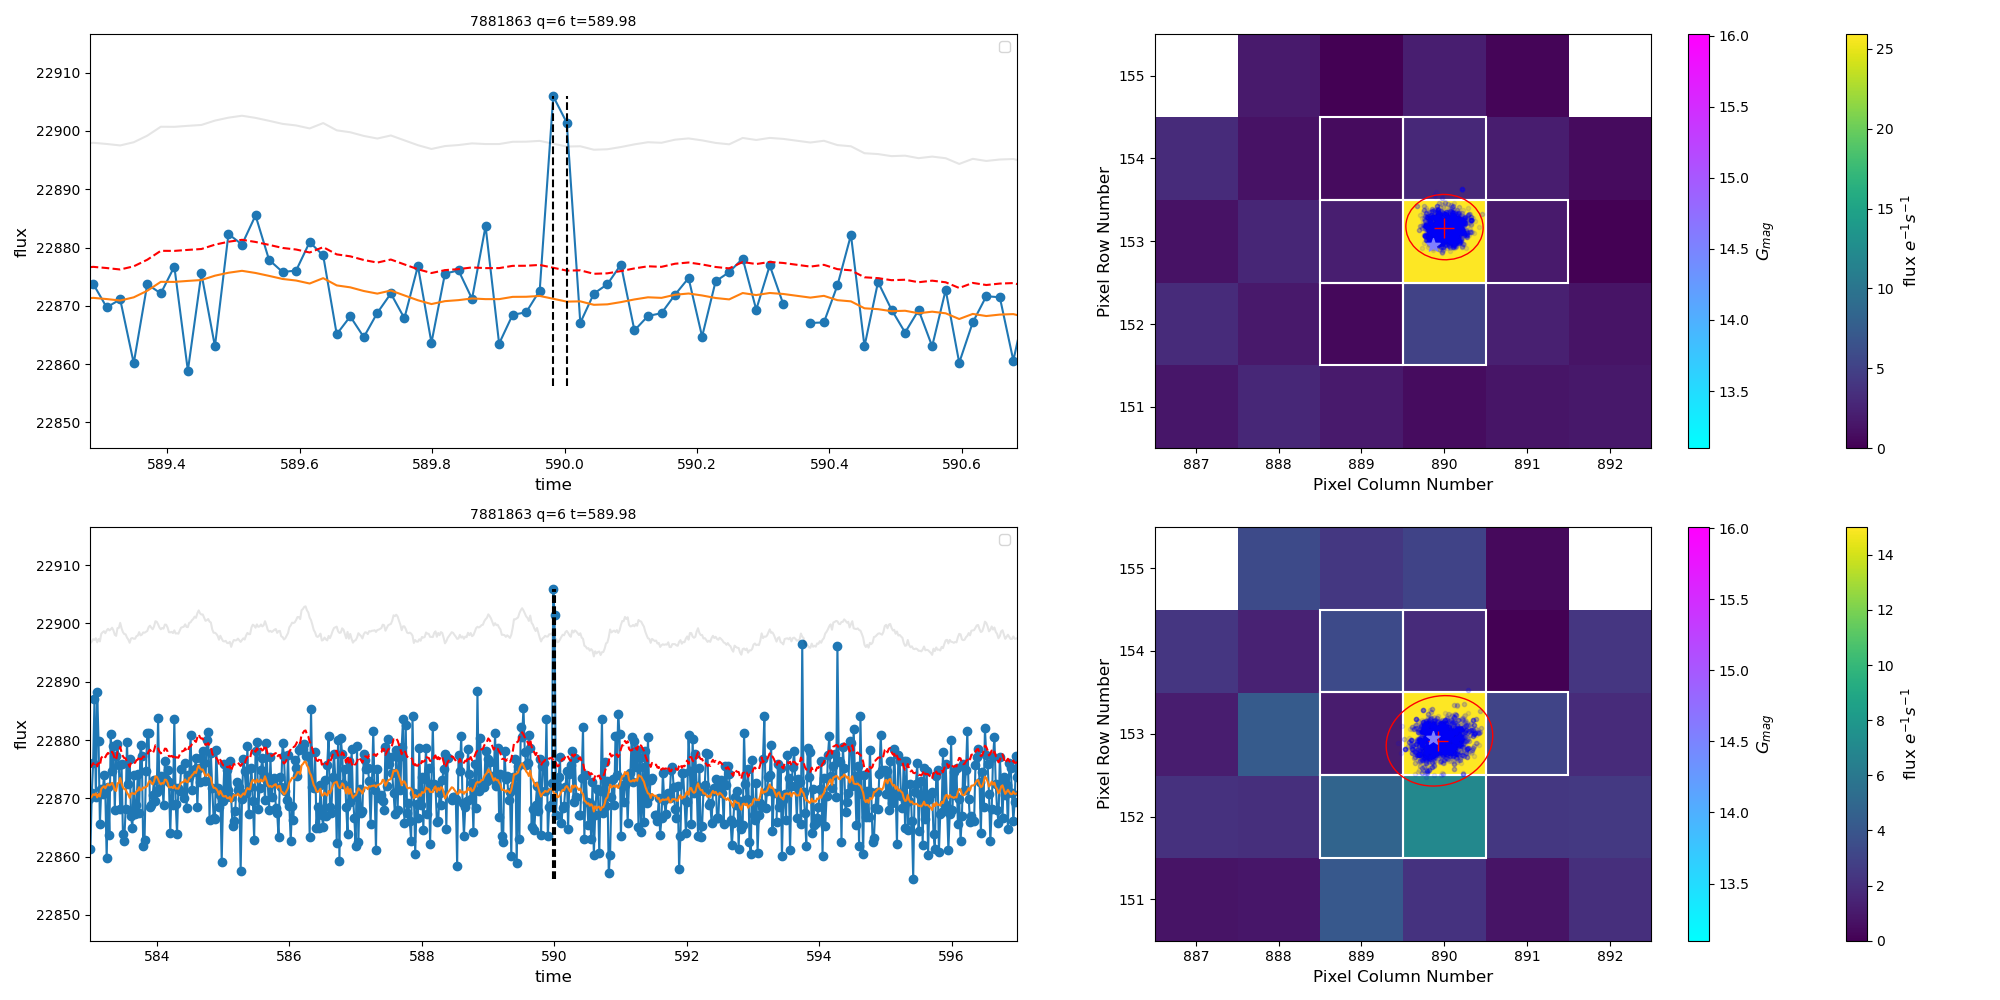 7881863 q=6 t=589.98
flux
22910
22900
22890
22880
22870
22860
22850
589.4 589.6 589.8 590.0 590.2 590.4 590.6
time
Pixel Row Number
155
154
153
152
151
887 888 889 890 891 892
Pixel Column Number
16.0
15.5
15.0
14.5
14.0
13.5
G_mag
25
20
15
10
5
0
flux e⁻¹s⁻¹
7881863 q=6 t=589.98
flux
22910
22900
22890
22880
22870
22860
22850
584 586 588 590 592 594 596
time
Pixel Row Number
155
154
153
152
151
887 888 889 890 891 892
Pixel Column Number
16.0
15.5
15.0
14.5
14.0
13.5
G_mag
14
12
10
8
6
4
2
0
flux e⁻¹s⁻¹